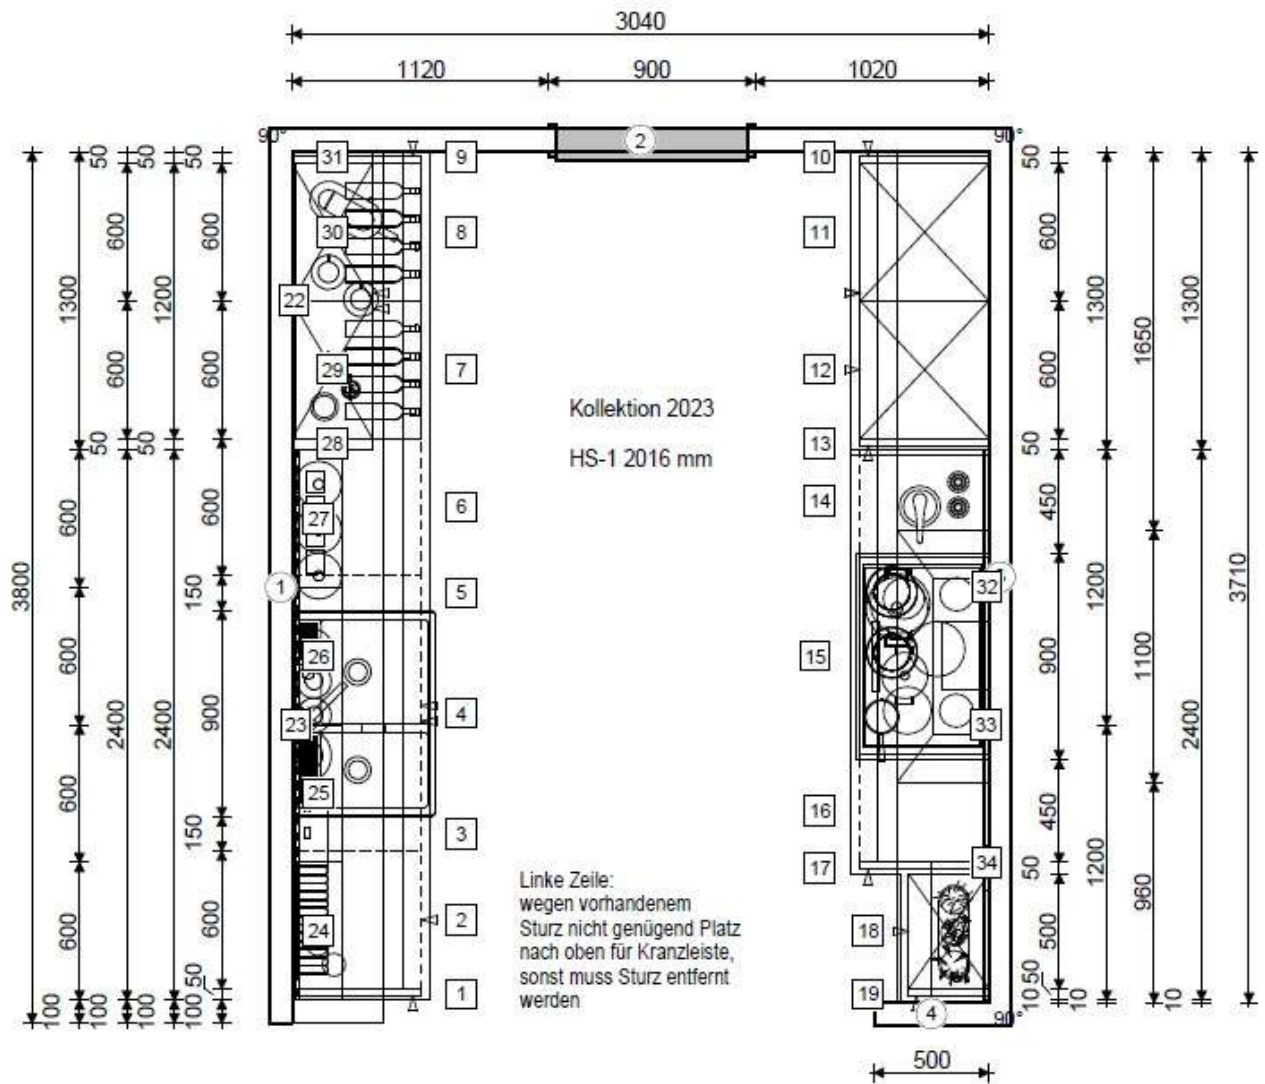 3040
1120 900 1020
2
90° 90°
50 50 50 31 9 10 50
600 600 600 30 8 11 600
1300 1200 22 1300 1300
600 600 600 29 7 12 600 1650
Kollektion 2023
50 50 28 13 50
HS-1 2016 mm
600 600 27 6 14 450
3800 150 1 5 32 1200 3710
600 26 15 900 1100
2400 2400 900 23 4 33 2400
600 25 16 450
150 3
50 17 34 1200
Linke Zeile:
wegen vorhandenem
Sturz nicht genügend Platz
nach oben für Kranzleiste,
sonst muss Sturz entfernt
werden
600 600 24 2 18 500 960
50 1 19 50
100 100 100 100 100 4 10 10 10
90°
500